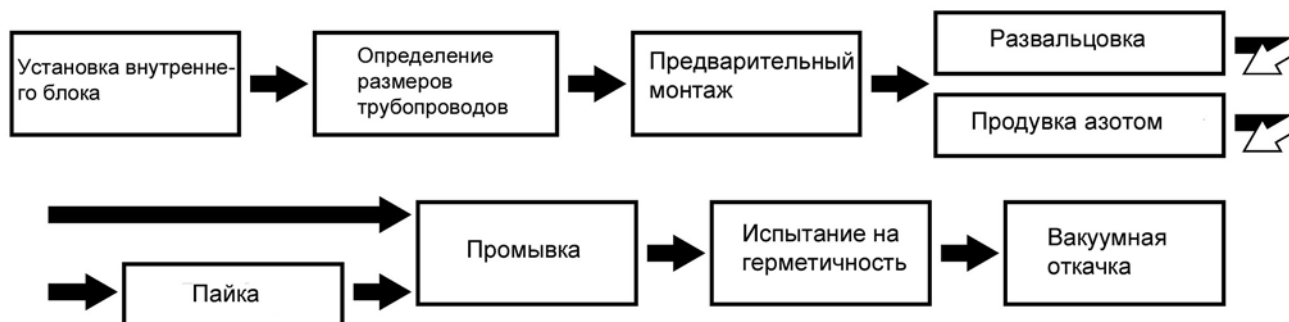 Установка внутренне-
го блока
Определение
размеров
трубопроводов
Предварительный
монтаж
Развальцовка
Продувка азотом
Пайка
Промывка
Испытание на
герметичность
Вакуумная
откачка